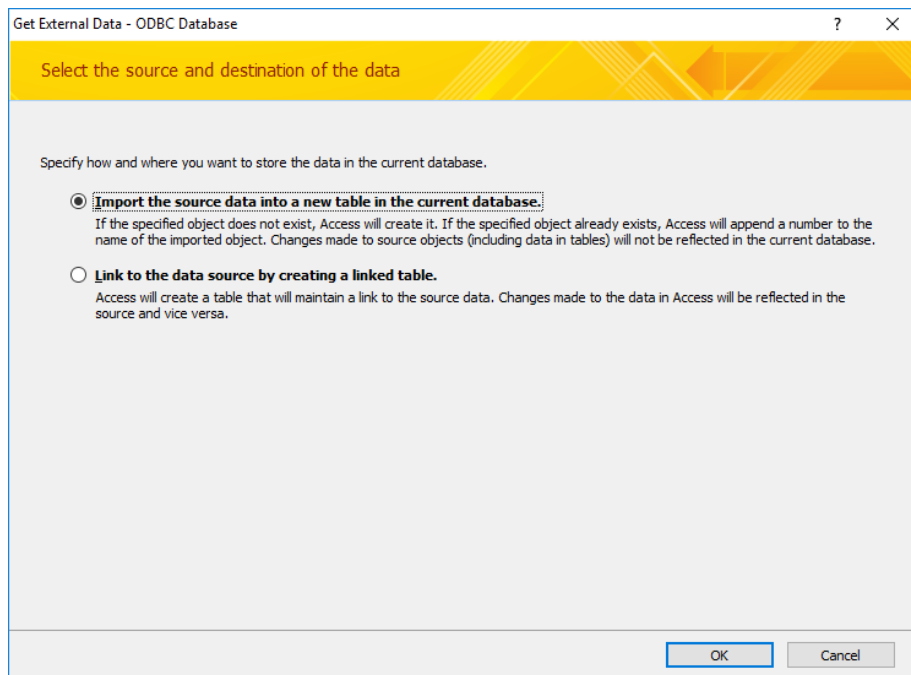 Get External Data - ODBC Database
Select the source and destination of the data
Specify how and where you want to store the data in the current database.
Import the source data into a new table in the current database.
If the specified object does not exist, Access will create it. If the specified object already exists, Access will append a number to the
name of the imported object. Changes made to source objects (including data in tables) will not be reflected in the current database.
Link to the data source by creating a linked table.
Access will create a table that will maintain a link to the source data. Changes made to the data in Access will be reflected in the
source and vice versa.
OK Cancel